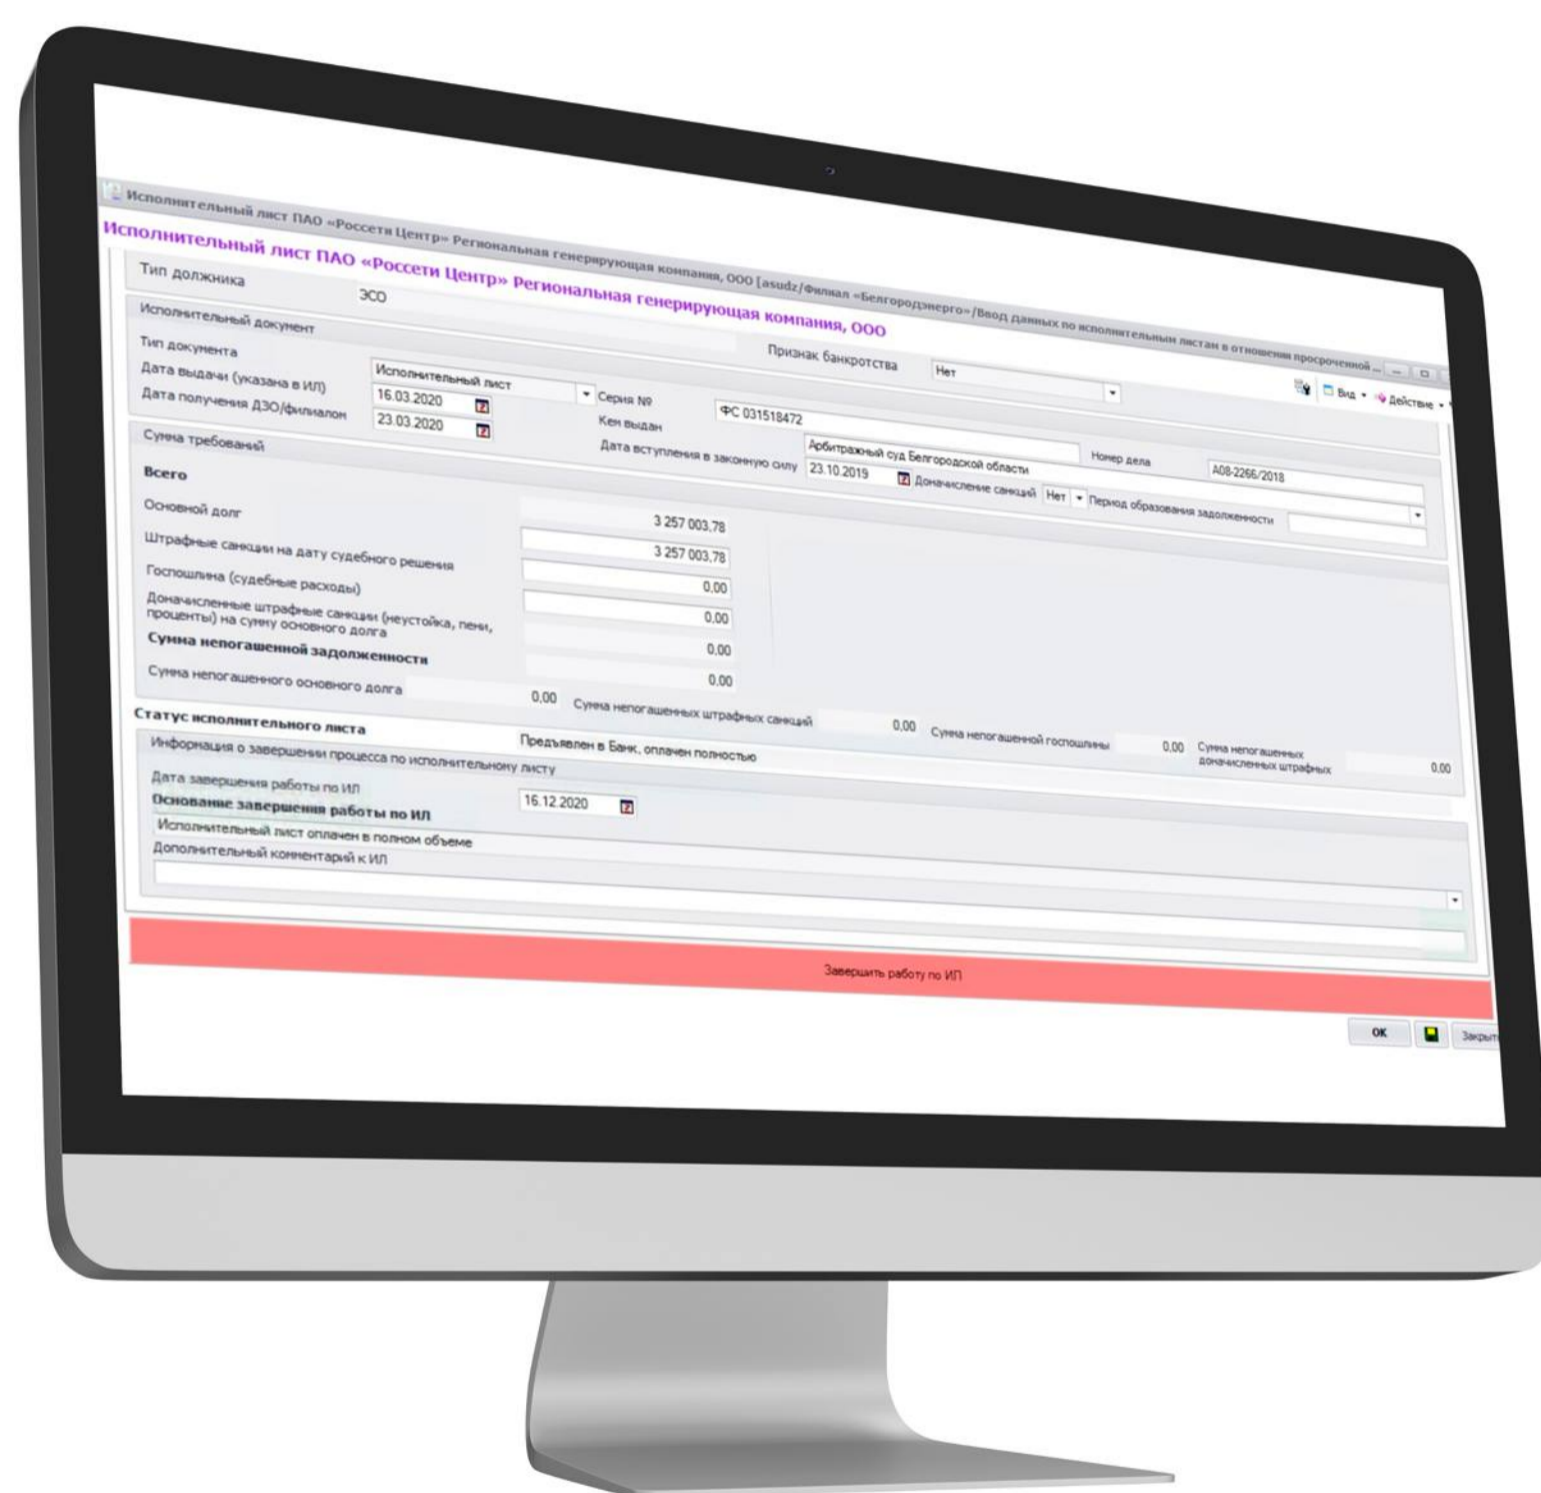 Исполнительный лист ПАО «Россети Центр» Региональная генерирующая компания, ООО [asudz/Филиал «Белгородэнерго»/Ввод данных по исполнительным листам в отношении просроченной ...
Исполнительный лист ПАО «Россети Центр» Региональная генерирующая компания, ООО
Вид Действие
Тип должника ЭСО Признак банкротства Нет
Исполнительный документ
Тип документа Исполнительный лист Серия № ФС 031518472 Номер дела А08-2266/2018
Дата выдачи (указана в ИЛ) 16.03.2020 Кем выдан Арбитражный суд Белгородской области
Дата получения ДЗО/филиалом 23.03.2020 Дата вступления в законную силу 23.10.2019 Доначисление санкций Нет Период образования задолженности
Сумма требований
Всего 3 257 003,78
Основной долг 3 257 003,78
Штрафные санкции на дату судебного решения 0,00
Госпошлина (судебные расходы) 0,00
Доначисленные штрафные санкции (неустойка, пени, проценты) на сумму основного долга 0,00
Сумма непогашенной задолженности 0,00
Сумма непогашенного основного долга 0,00 Сумма непогашенных штрафных санкций 0,00 Сумма непогашенной госпошлины 0,00 Сумма непогашенных доначисленных штрафных 0,00
Статус исполнительного листа Предъявлен в Банк, оплачен полностью
Информация о завершении процесса по исполнительному листу
Дата завершения работы по ИЛ 16.12.2020
Основание завершения работы по ИЛ
Исполнительный лист оплачен в полном объеме
Дополнительный комментарий к ИЛ
Завершить работу по ИЛ
OK